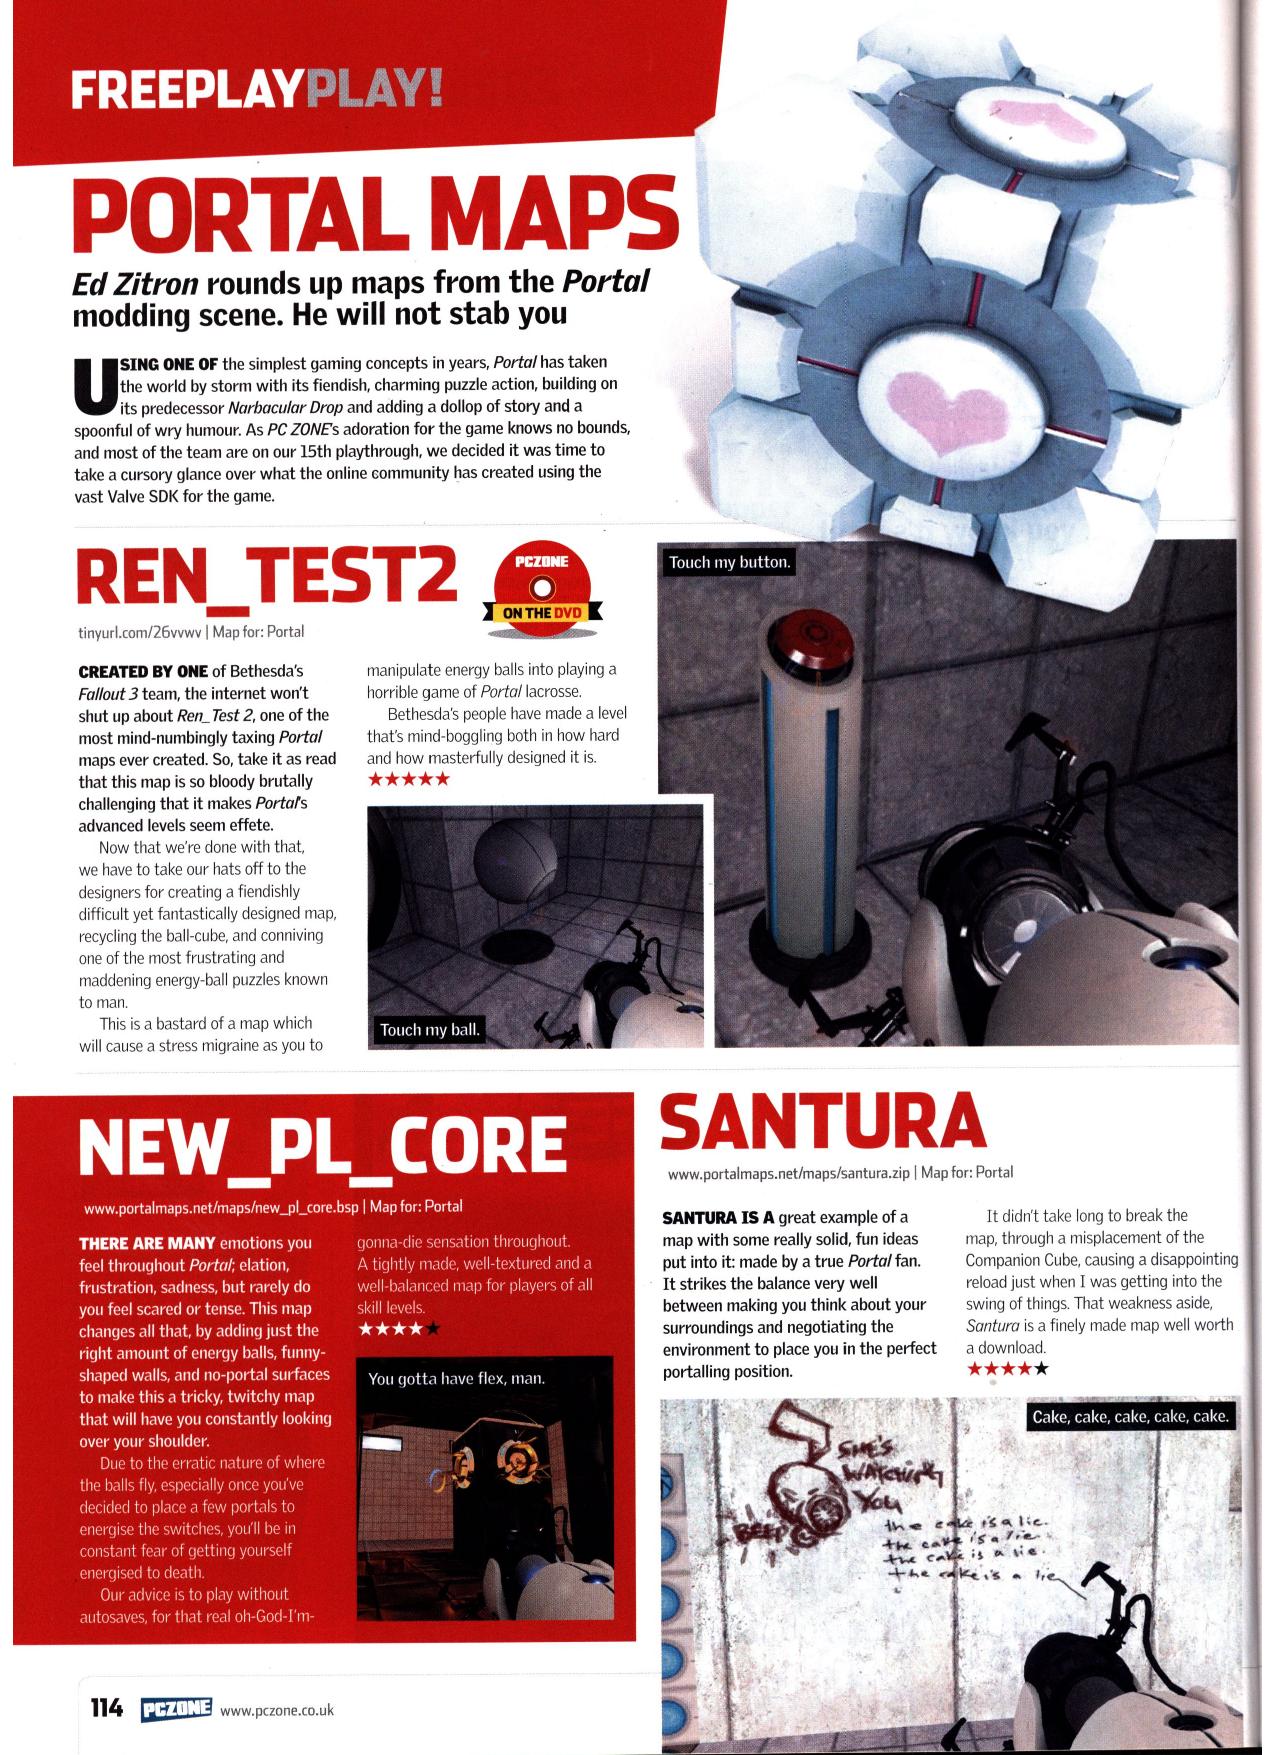 FREEPLAYPLAY!
PORTAL MAPS
Ed Zitron rounds up maps from the Portal
modding scene. He will not stab you
USING ONE OF the simplest gaming concepts in years, Portal has taken
the world by storm with its fiendish, charming puzzle action, building on
its predecessor Narbacular Drop and adding a dollop of story and a
spoonful of wry humour. As PC ZONE's adoration for the game knows no bounds,
and most of the team are on our 15th playthrough, we decided it was time to
take a cursory glance over what the online community has created using the
vast Valve SDK for the game.
REN_TEST2
PCZONE
ON THE DVD
tinyurl.com/26vvwv | Map for: Portal
CREATED BY ONE of Bethesda's
Fallout 3 team, the internet won't
shut up about Ren_Test 2, one of the
most mind-numbingly taxing Portal
maps ever created. So, take it as read
that this map is so bloody brutally
challenging that it makes Portal's
advanced levels seem effete.
Now that we're done with that,
we have to take our hats off to the
designers for creating a fiendishly
difficult yet fantastically designed map,
recycling the ball-cube, and conniving
one of the most frustrating and
maddening energy-ball puzzles known
to man.
This is a bastard of a map which
will cause a stress migraine as you to
manipulate energy balls into playing a
horrible game of Portal lacrosse.
Bethesda's people have made a level
that's mind-boggling both in how hard
and how masterfully designed it is.
★★★★★
Touch my ball.
Touch my button.
NEW_PL_CORE
www.portalmaps.net/maps/new_pl_core.bsp | Map for: Portal
THERE ARE MANY emotions you
feel throughout Portal; elation,
frustration, sadness, but rarely do
you feel scared or tense. This map
changes all that, by adding just the
right amount of energy balls, funny-
shaped walls, and no-portal surfaces
to make this a tricky, twitchy map
that will have you constantly looking
over your shoulder.
Due to the erratic nature of where
the balls fly, especially once you've
decided to place a few portals to
energise the switches, you'll be in
constant fear of getting yourself
energised to death.
Our advice is to play without
autosaves, for that real oh-God-I'm-
gonna-die sensation throughout.
A tightly made, well-textured and a
well-balanced map for players of all
skill levels.
★★★★★
You gotta have flex, man.
SANTURA
www.portalmaps.net/maps/santura.zip | Map for: Portal
SANTURA IS A great example of a
map with some really solid, fun ideas
put into it: made by a true Portal fan.
It strikes the balance very well
between making you think about your
surroundings and negotiating the
environment to place you in the perfect
portalling position.
It didn't take long to break the
map, through a misplacement of the
Companion Cube, causing a disappointing
reload just when I was getting into the
swing of things. That weakness aside,
Santura is a finely made map well worth
a download.
★★★★★
Cake, cake, cake, cake, cake.
SHE'S
WATCHING
YOU
BEEP
the cake is a lie.
the cake is a lie.
the cake is a lie.
the cake is a lie
114 PCZONE www.pczone.co.uk